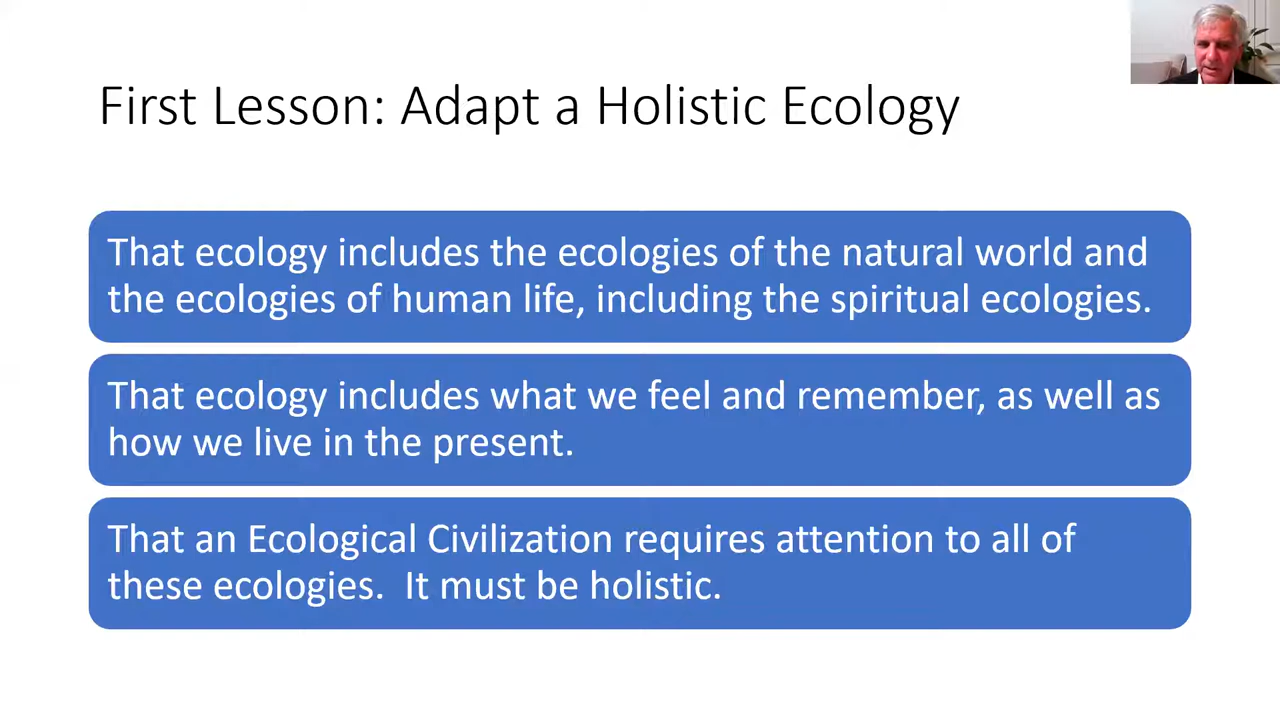 First Lesson: Adapt a Holistic Ecology
That ecology includes the ecologies of the natural world and
the ecologies of human life, including the spiritual ecologies.
That ecology includes what we feel and remember, as well as
how we live in the present.
That an Ecological Civilization requires attention to all of
these ecologies.  It must be holistic.